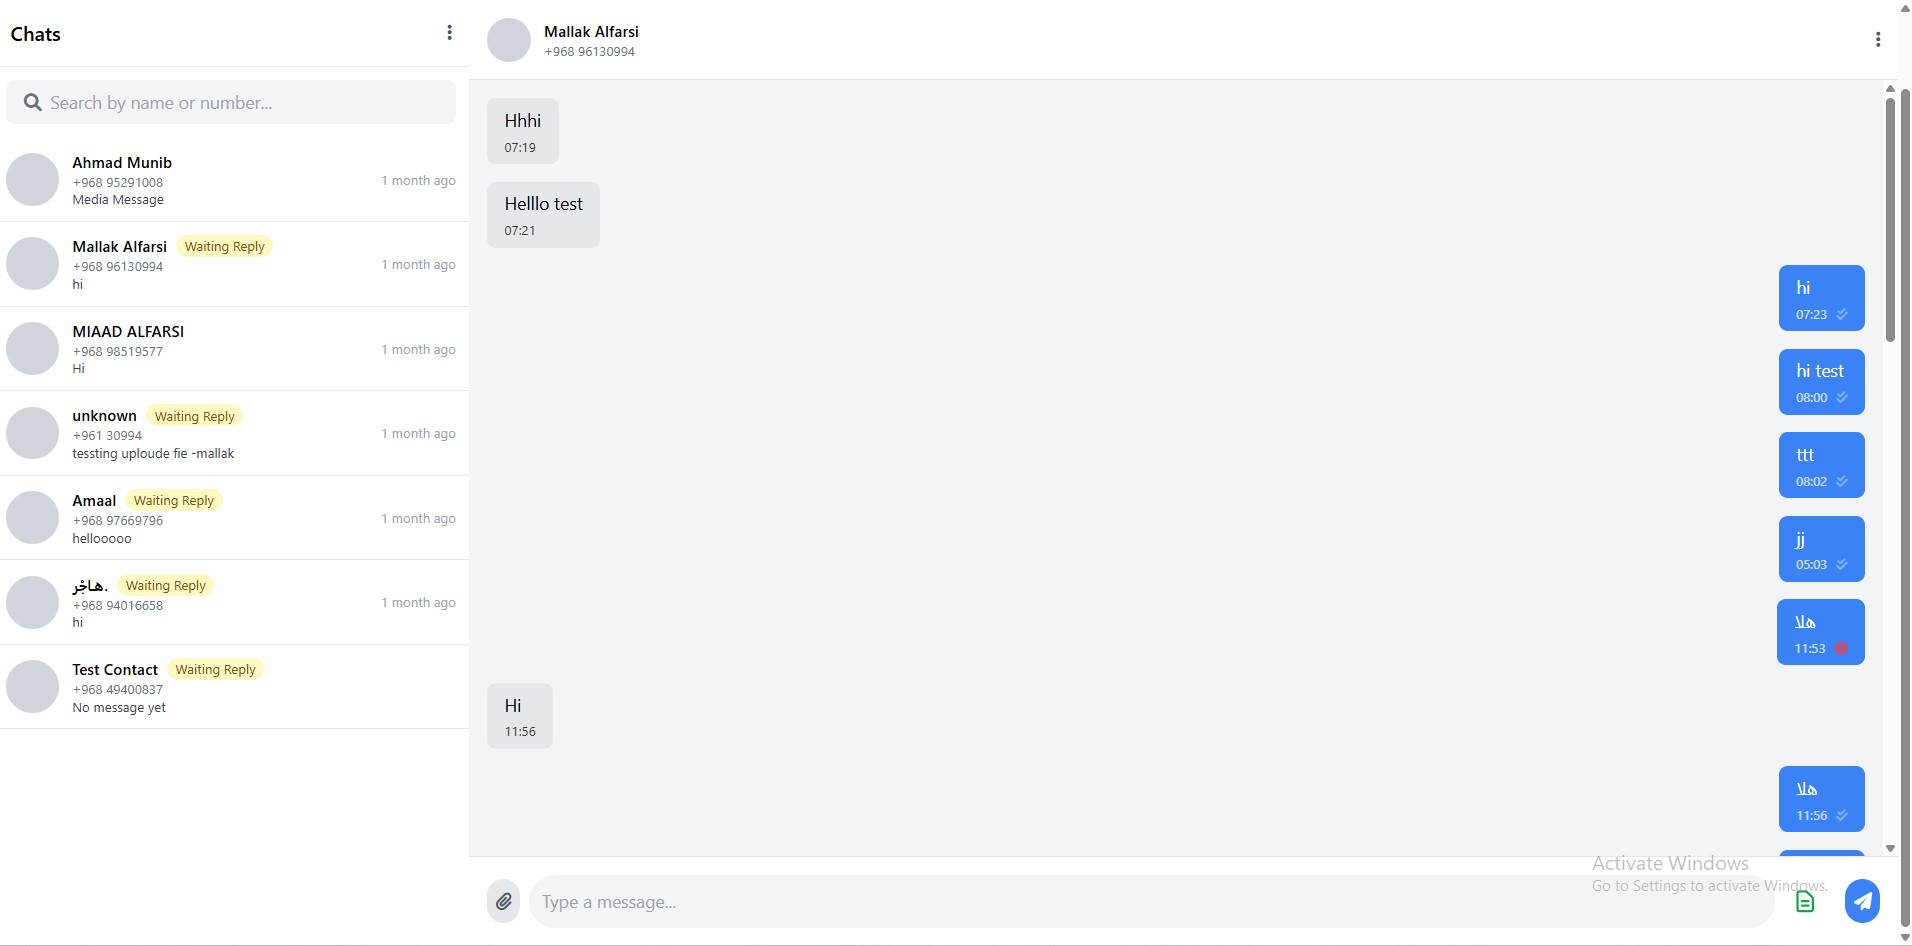 Chats
Search by name or number...
Ahmad Munib
+968 95291008
Media Message
1 month ago
Mallak Alfarsi
Waiting Reply
+968 96130994
hi
1 month ago
MIAAD ALFARSI
+968 98519577
Hi
1 month ago
unknown
Waiting Reply
+961 30994
tessting uploude fie -mallak
1 month ago
Amaal
Waiting Reply
+968 97669796
hellooooo
1 month ago
هـاجْر.
Waiting Reply
+968 94016658
hi
1 month ago
Test Contact
Waiting Reply
+968 49400837
No message yet
Mallak Alfarsi
+968 96130994
Hhhi
07:19
Helllo test
07:21
hi
07:23
hi test
08:00
ttt
08:02
jj
05:03
هلا
11:53
Hi
11:56
هلا
11:56
Type a message...
Activate Windows
Go to Settings to activate Windows.